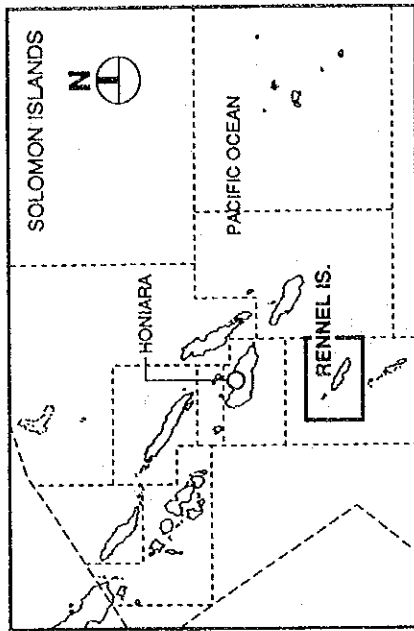 SOLOMON ISLANDS
N
HONIARA
PACIFIC OCEAN
RENNEL IS.